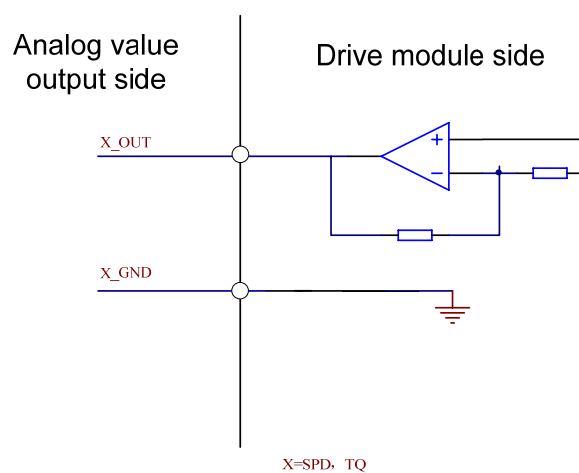 Analog value
output side
Drive module side
X_OUT
+
−
X_GND
X=SPD，TQ